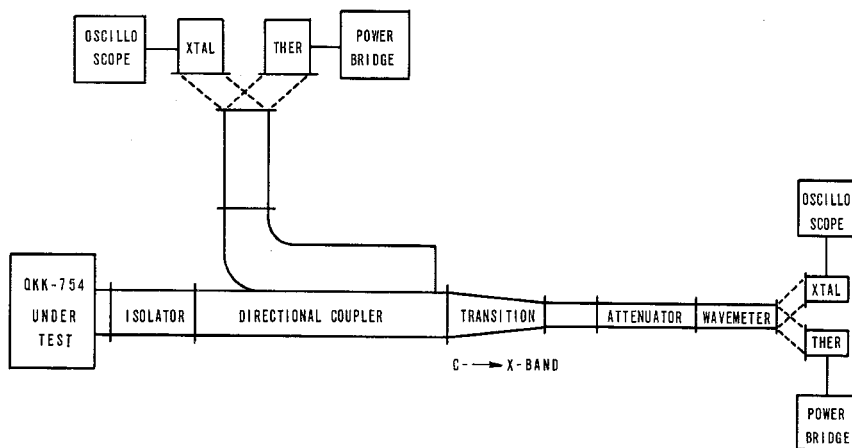 OSCILLO
SCOPE
XTAL
THER
POWER
BRIDGE
QKK-754
UNDER
TEST
ISOLATOR
DIRECTIONAL COUPLER
TRANSITION
ATTENUATOR
WAVEMETER
C- → X-BAND
OSCILLO
SCOPE
XTAL
THER
POWER
BRIDGE